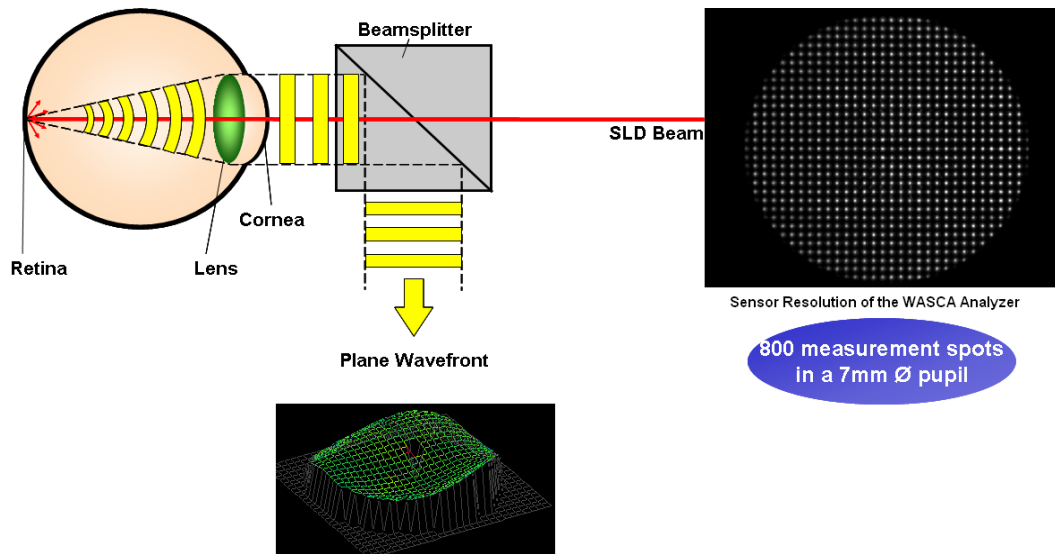 Beamsplitter
SLD Beam
Cornea
Retina
Lens
Plane Wavefront
Sensor Resolution of the WASCA Analyzer
800 measurement spots
in a 7mm Ø pupil